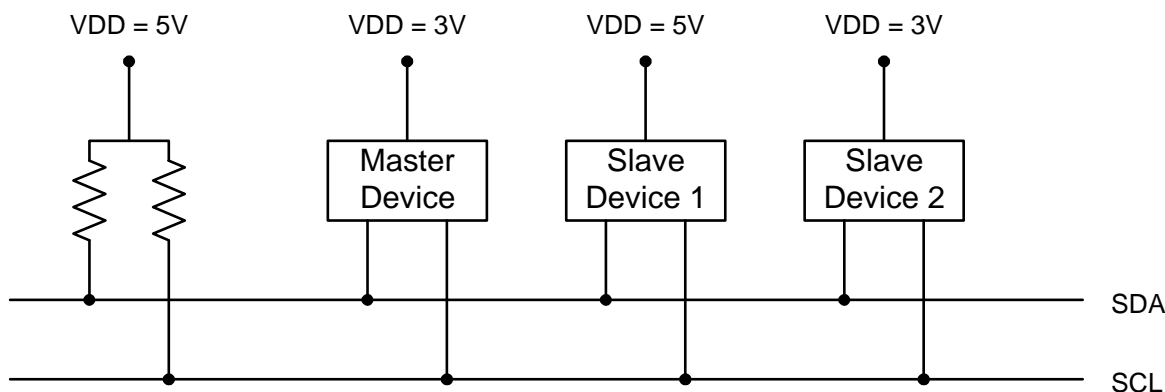 VDD = 5V
VDD = 3V
VDD = 5V
VDD = 3V
Master
Device
Slave
Device 1
Slave
Device 2
SDA
SCL